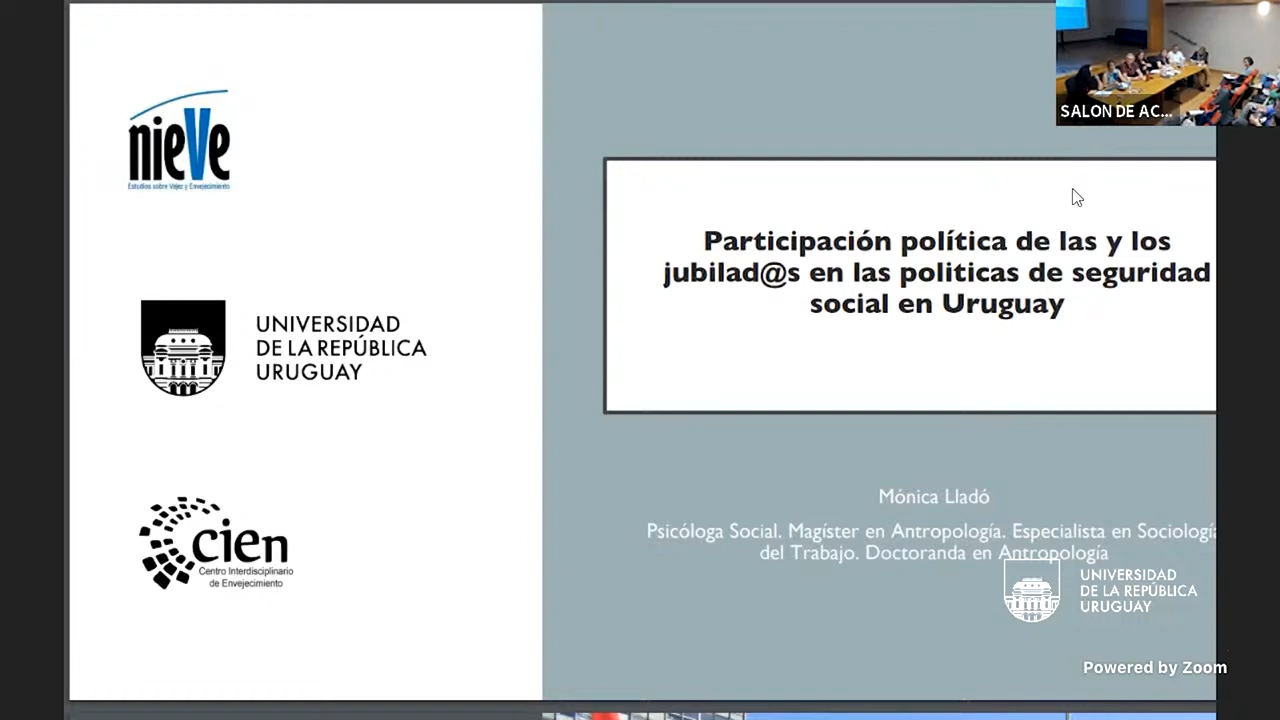 nieve
Estudios sobre Vejez y Envejecimiento
UNIVERSIDAD
DE LA REPÚBLICA
URUGUAY
cien
Centro Interdisciplinario
de Envejecimiento
SALON DE AC...
Participación política de las y los
jubilad@s en las politicas de seguridad
social en Uruguay
Mónica Lladó
Psicóloga Social. Magíster en Antropología. Especialista en Sociología
del Trabajo. Doctoranda en Antropología
UNIVERSIDAD
DE LA REPÚBLICA
URUGUAY
Powered by Zoom